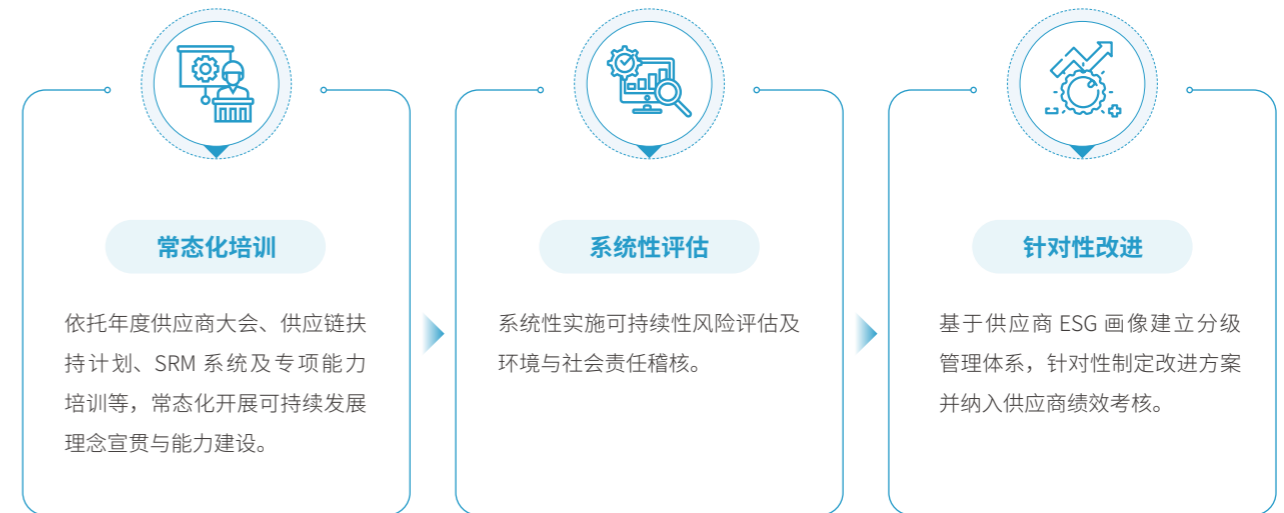 常态化培训
依托年度供应商大会、供应链扶
持计划、SRM 系统及专项能力
培训等，常态化开展可持续发展
理念宣贯与能力建设。
系统性评估
系统性实施可持续性风险评估及
环境与社会责任稽核。
针对性改进
基于供应商 ESG 画像建立分级
管理体系，针对性制定改进方案
并纳入供应商绩效考核。